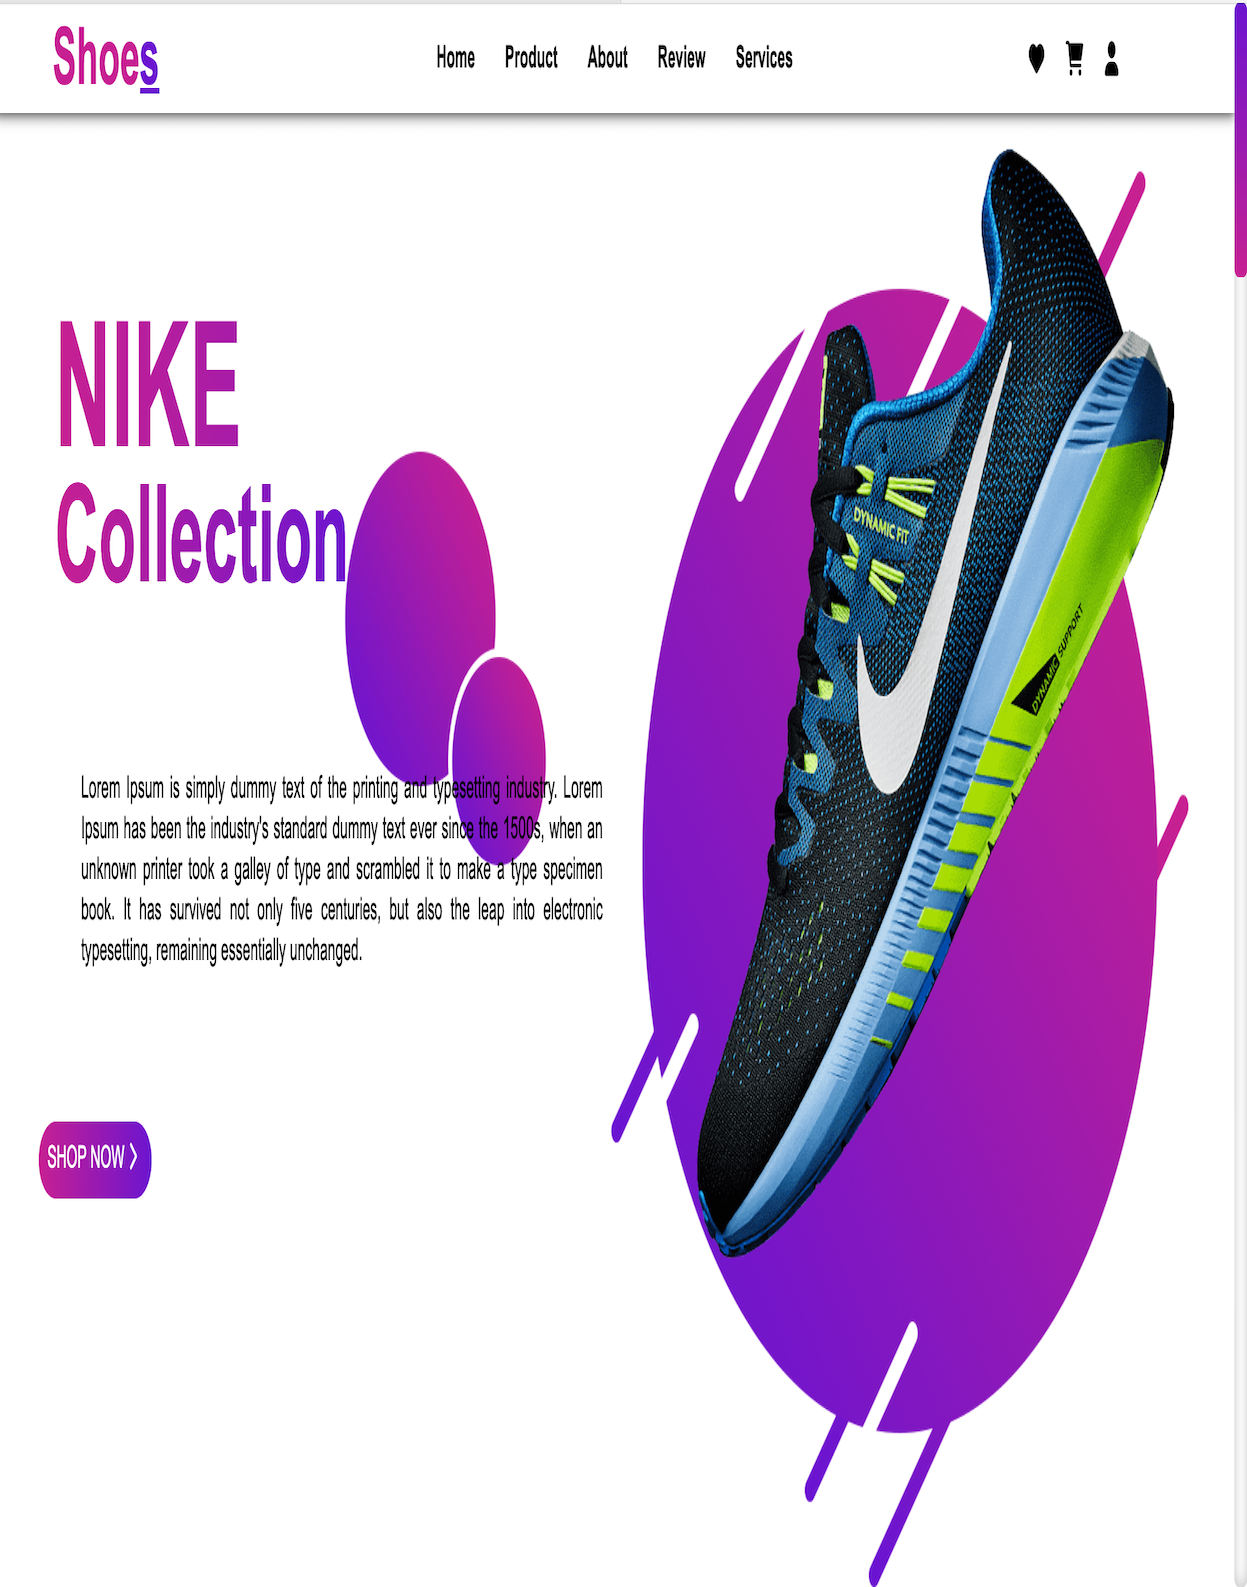 Shoes
Home Product About Review Services
NIKE
Collection
Lorem Ipsum is simply dummy text of the printing and typesetting industry. Lorem
Ipsum has been the industry's standard dummy text ever since the 1500s, when an
unknown printer took a galley of type and scrambled it to make a type specimen
book. It has survived not only five centuries, but also the leap into electronic
typesetting, remaining essentially unchanged.
SHOP NOW
DYNAMIC FIT
DYNAMIC SUPPORT